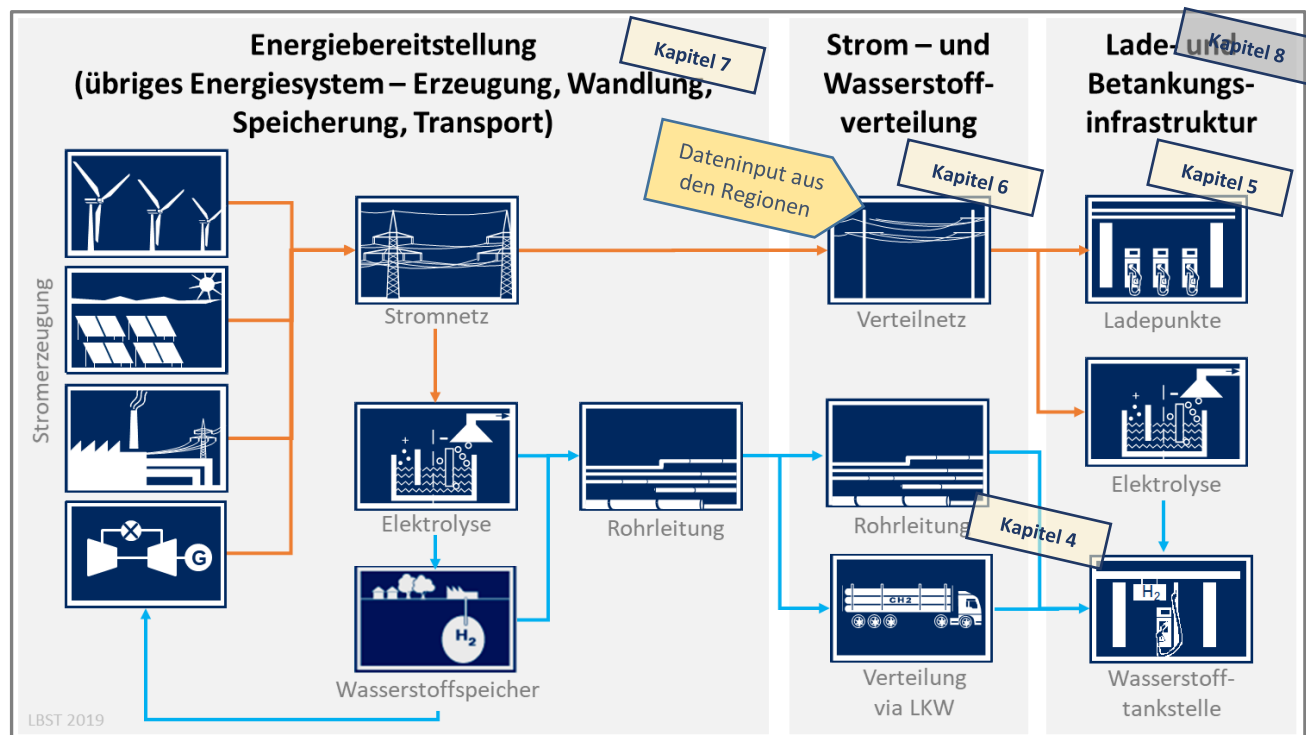 Energiebereitstellung
(übriges Energiesystem – Erzeugung, Wandlung,
Speicherung, Transport)
Kapitel 7
Strom – und
Wasserstoff-
verteilung
Lade- und
Betankungs-
infrastruktur
Kapitel 8
Dateninput aus
den Regionen
Kapitel 6
Kapitel 5
Stromerzeugung
Stromnetz
Verteilnetz
Ladepunkte
+ | -
Elektrolyse
Rohrleitung
Rohrleitung
Kapitel 4
+ | -
Elektrolyse
G
H₂
Wasserstoffspeicher
CH2
Verteilung
via LKW
H₂
Wasserstoff-
tankstelle
LBST 2019